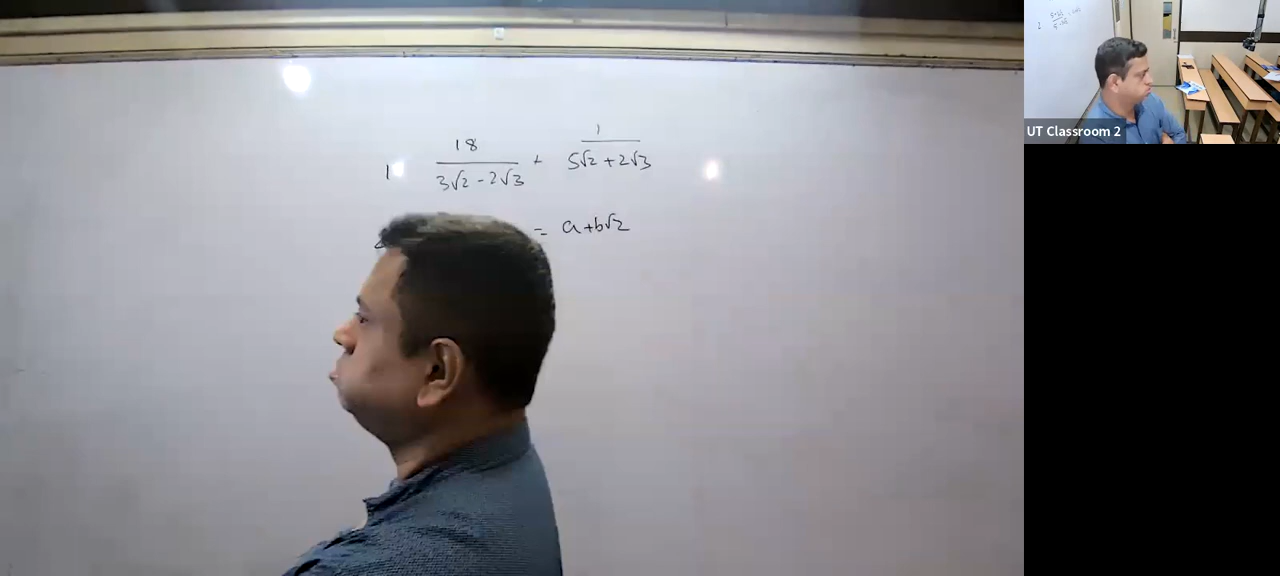 1 18/(3√2 - 2√3) + 1/(5√2 + 2√3)
= a+b√2
UT Classroom 2